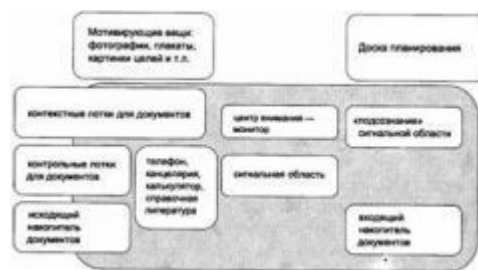 Мотивирующие вещи:
фотографии, плакаты,
картинки целей и т.п.
Доска планирования
контекстные лотки для документов
центр внимания —
монитор
«подсознание»
сигнальной области
контрольные лотки
для документов
телефон,
канцелярия,
калькулятор,
справочная
литература
сигнальная область
исходящий
накопитель
документов
входящий
накопитель
документов